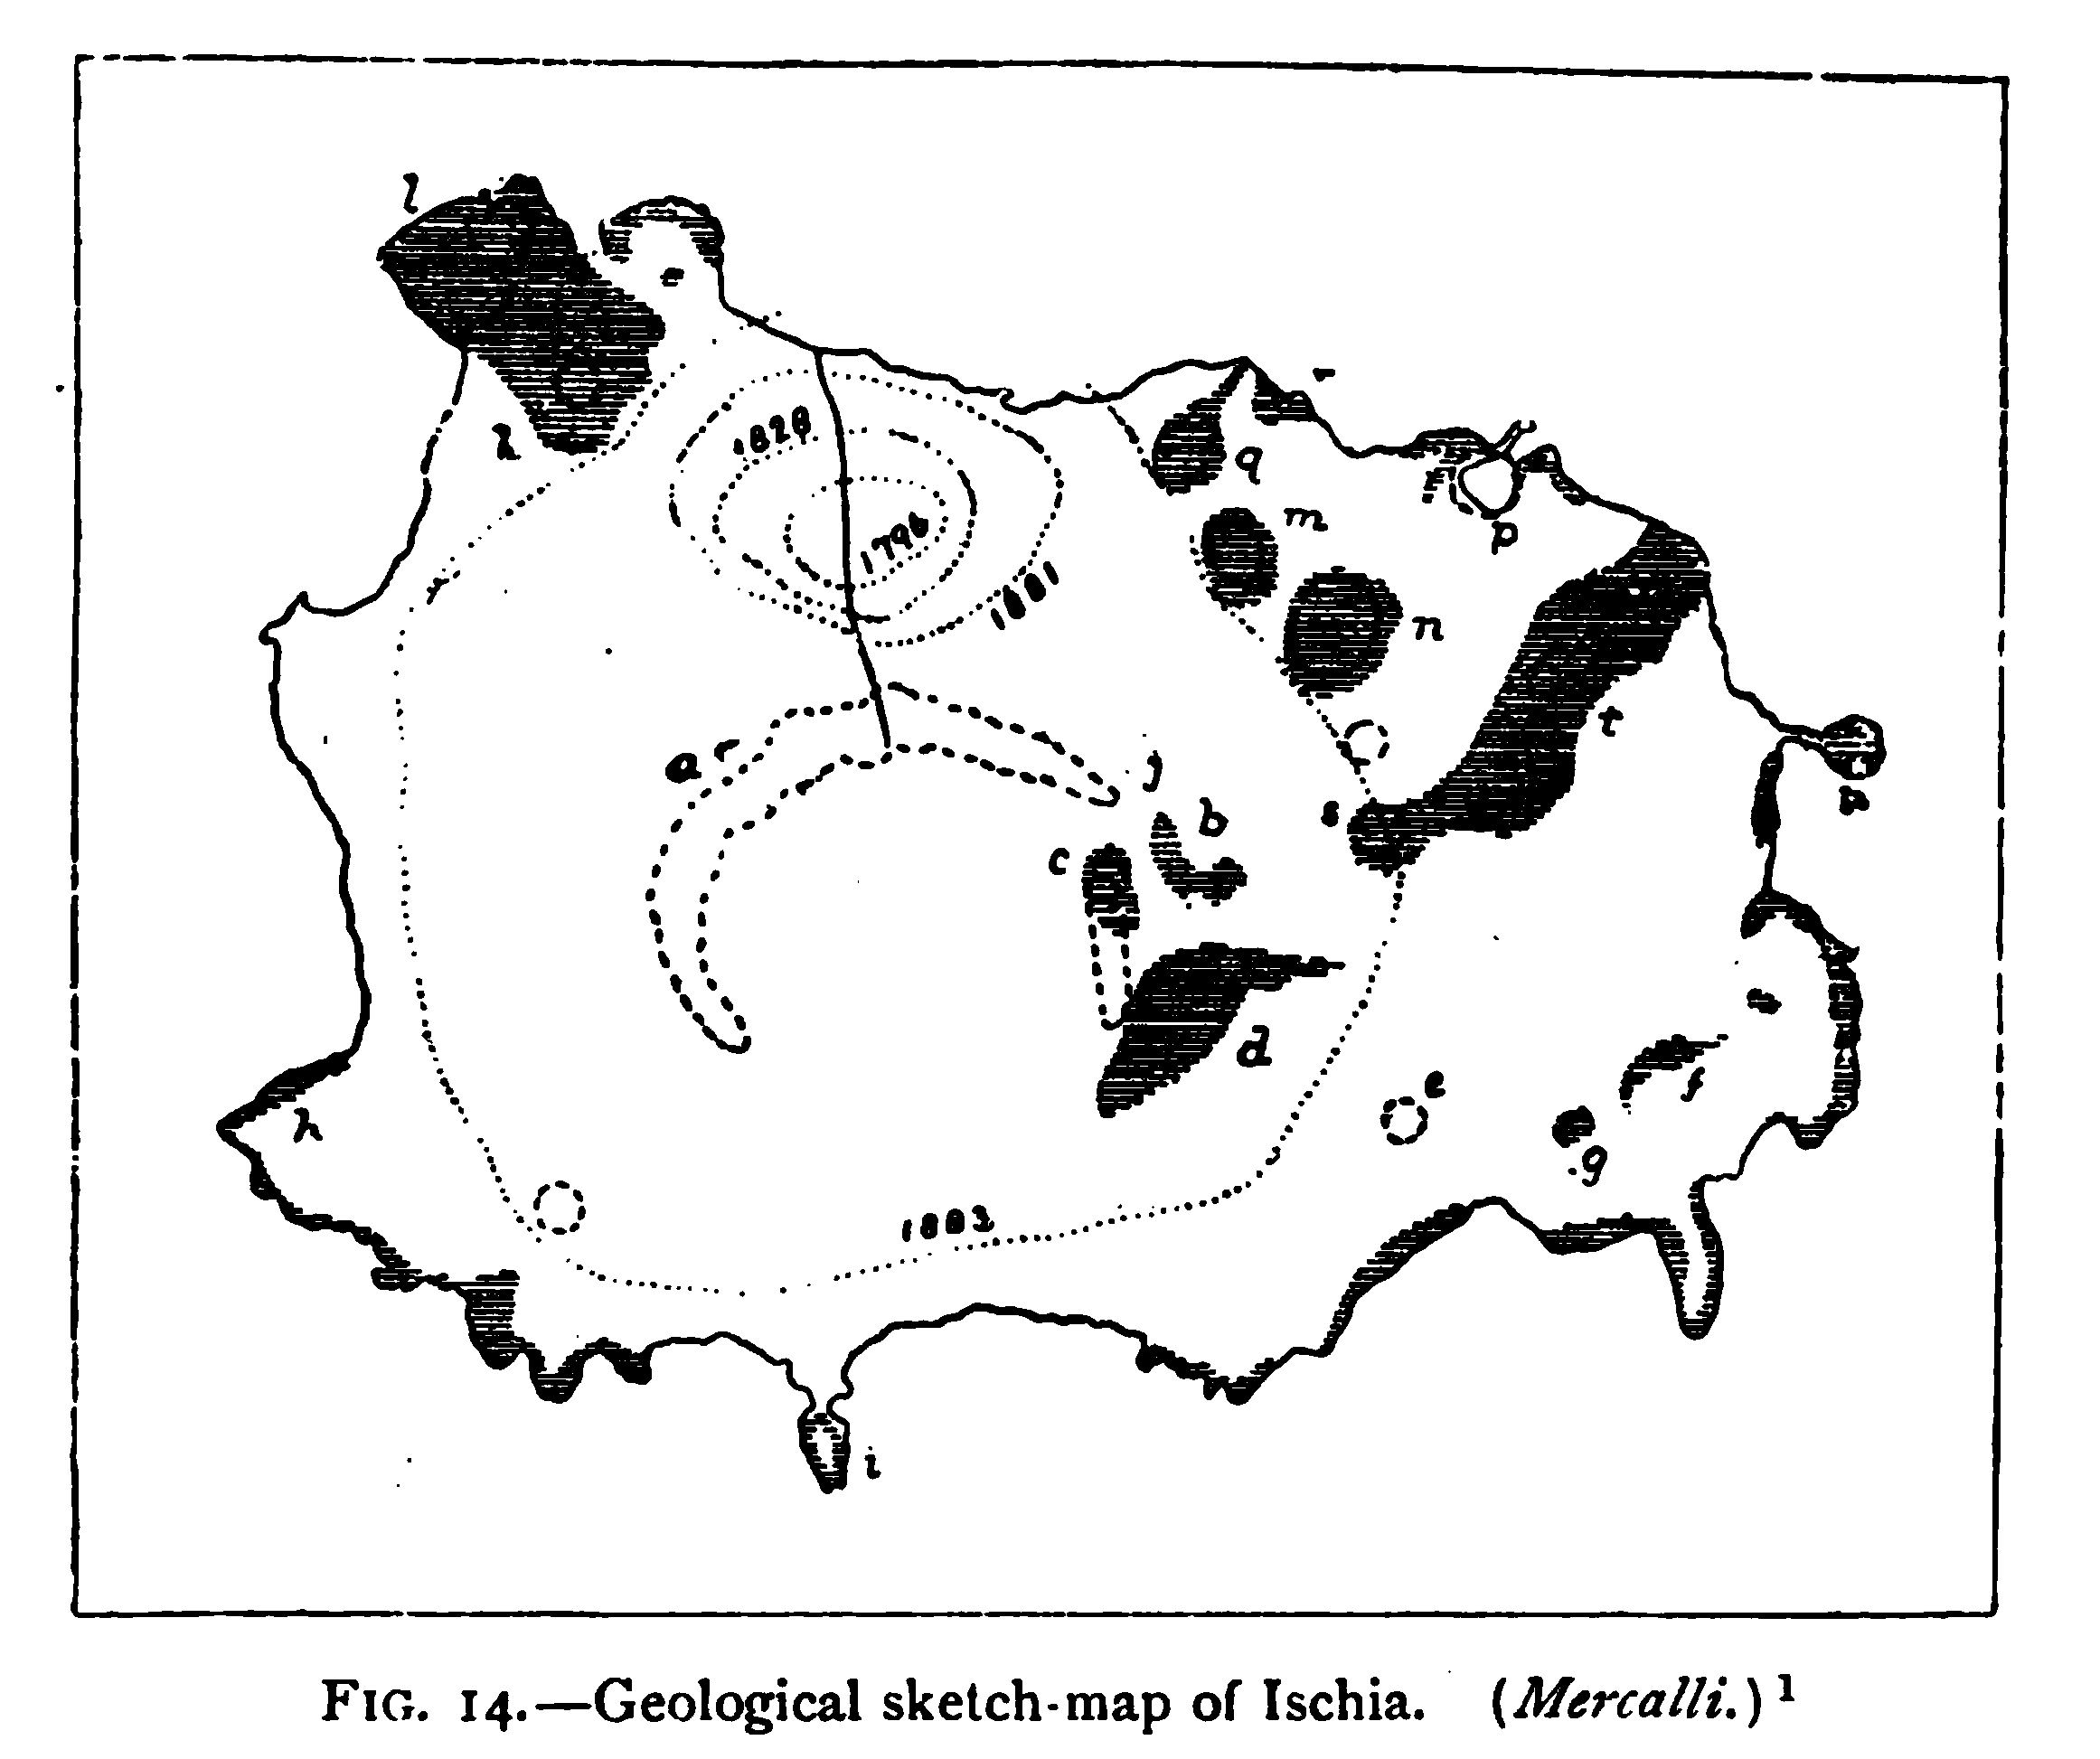 l
k
1828
1796
1881
r
q
m
n
p
t
a
j
b
c
s
d
e
f
g
h
1883
i
FIG. 14.—Geological sketch-map of Ischia. (Mercalli.)¹